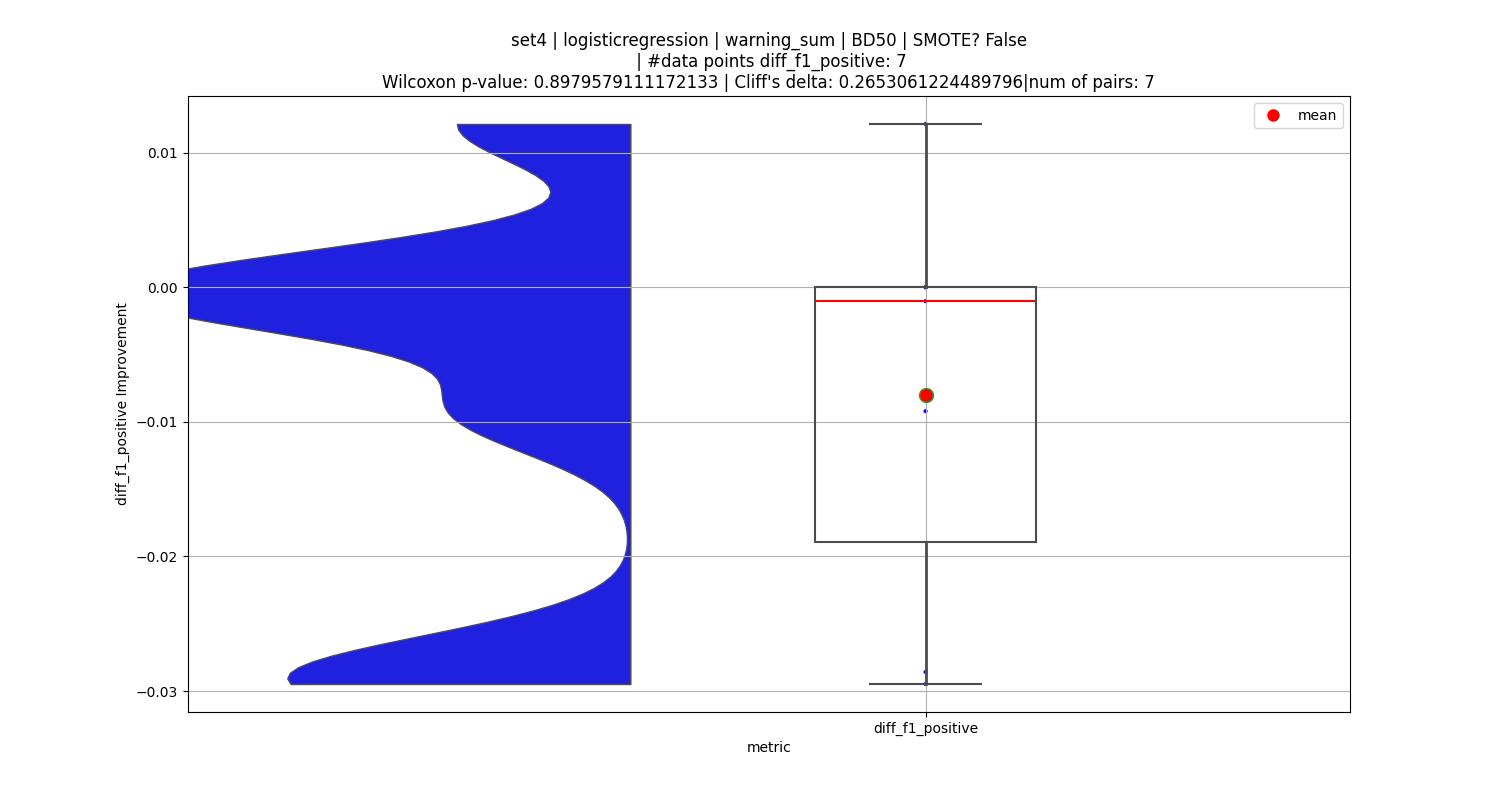 set4 | logisticregression | warning_sum | BD50 | SMOTE? False
| #data points diff_f1_positive: 7
Wilcoxon p-value: 0.8979579111172133 | Cliff's delta: 0.2653061224489796|num of pairs: 7
mean
0.01
0.00
−0.01
−0.02
−0.03
diff_f1_positive Improvement
diff_f1_positive
metric